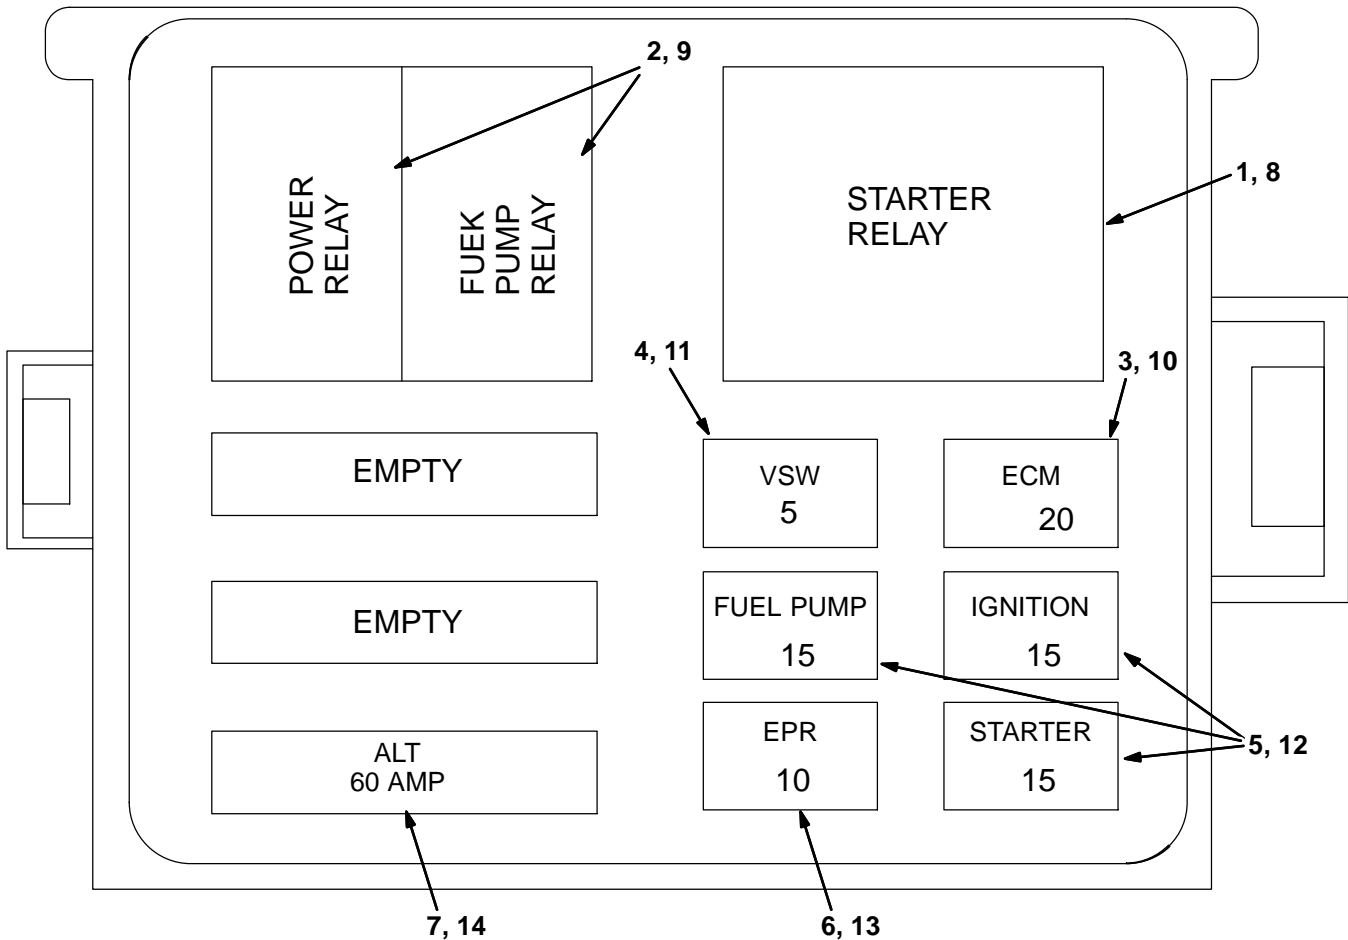 2, 9
1, 8
POWER
RELAY
FUEK
PUMP
RELAY
STARTER
RELAY
4, 11
3, 10
EMPTY
VSW
5
ECM
20
EMPTY
FUEL PUMP
15
IGNITION
15
5, 12
ALT
60 AMP
EPR
10
STARTER
15
7, 14
6, 13